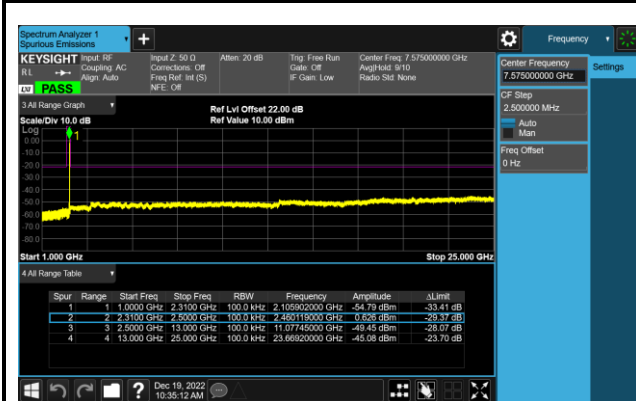 Spectrum Analyzer 1
Spurious Emissions
+
Frequency
KEYSIGHT
R L
LXI
PASS
Input: RF
Coupling: AC
Align: Auto
Input Z: 50 Ω
Corrections: Off
Freq Ref: Int (S)
NFE: Off
Atten: 20 dB
Trig: Free Run
Gate: Off
IF Gain: Low
Center Freq: 7.575000000 GHz
Avg|Hold: 9/10
Radio Std: None
Center Frequency
7.575000000 GHz
Settings
CF Step
2.500000 MHz
Auto
Man
Freq Offset
0 Hz
3 All Range Graph
Scale/Div 10.0 dB
Ref Lvl Offset 22.00 dB
Ref Value 10.00 dBm
Log
1
0.00
-10.0
-20.0
-30.0
-40.0
-50.0
-60.0
-70.0
-80.0
Start 1.000 GHz
Stop 25.000 GHz
4 All Range Table
Spur Range Start Freq Stop Freq RBW Frequency Amplitude ΔLimit
1 1 1.0000 GHz 2.3100 GHz 100.0 kHz 2.105902000 GHz -54.79 dBm -33.41 dB
2 2 2.3100 GHz 2.5000 GHz 100.0 kHz 2.460119000 GHz 0.626 dBm -29.37 dB
3 3 2.5000 GHz 13.000 GHz 100.0 kHz 11.07745000 GHz -49.45 dBm -28.07 dB
4 4 13.000 GHz 25.000 GHz 100.0 kHz 23.66920000 GHz -45.08 dBm -23.70 dB
?
Dec 19, 2022
10:35:12 AM